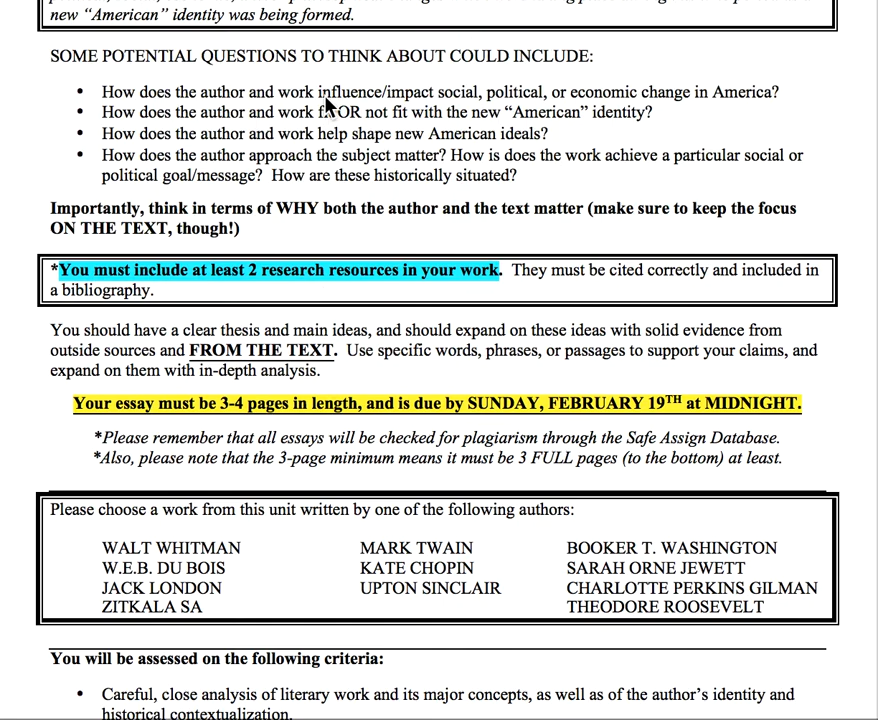 new “American” identity was being formed.
SOME POTENTIAL QUESTIONS TO THINK ABOUT COULD INCLUDE:
• How does the author and work influence/impact social, political, or economic change in America?
• How does the author and work OR not fit with the new “American” identity?
• How does the author and work help shape new American ideals?
• How does the author approach the subject matter? How is does the work achieve a particular social or
political goal/message? How are these historically situated?
Importantly, think in terms of WHY both the author and the text matter (make sure to keep the focus
ON THE TEXT, though!)
*You must include at least 2 research resources in your work. They must be cited correctly and included in
a bibliography.
You should have a clear thesis and main ideas, and should expand on these ideas with solid evidence from
outside sources and FROM THE TEXT. Use specific words, phrases, or passages to support your claims, and
expand on them with in-depth analysis.
Your essay must be 3-4 pages in length, and is due by SUNDAY, FEBRUARY 19TH at MIDNIGHT.
*Please remember that all essays will be checked for plagiarism through the Safe Assign Database.
*Also, please note that the 3-page minimum means it must be 3 FULL pages (to the bottom) at least.
Please choose a work from this unit written by one of the following authors:
WALT WHITMAN MARK TWAIN BOOKER T. WASHINGTON
W.E.B. DU BOIS KATE CHOPIN SARAH ORNE JEWETT
JACK LONDON UPTON SINCLAIR CHARLOTTE PERKINS GILMAN
ZITKALA SA THEODORE ROOSEVELT
You will be assessed on the following criteria:
• Careful, close analysis of literary work and its major concepts, as well as of the author’s identity and
historical contextualization.